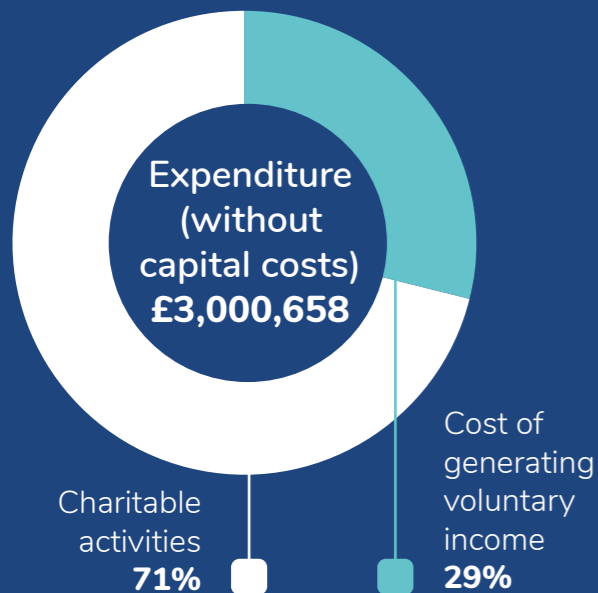 Expenditure
(without
capital costs)
£3,000,658
Charitable
activities
71%
Cost of
generating
voluntary
income
29%